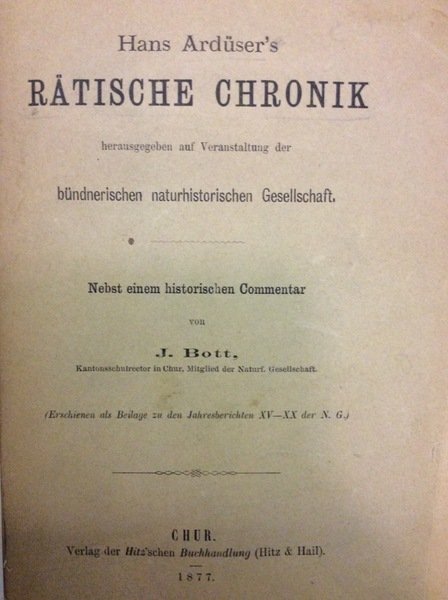 Hans Ardüser's
RÄTISCHE CHRONIK
herausgegeben auf Veranstaltung der
bündnerischen naturhistorischen Gesellschaft.
Nebst einem historischen Commentar
von
J. Bott,
Kantonsschulrector in Chur, Mitglied der Naturf. Gesellschaft.
(Erschienen als Beilage zu den Jahresberichten XV—XX der N. G.)
CHUR.
Verlag der Hitz'schen Buchhandlung (Hitz & Hail).
1877.